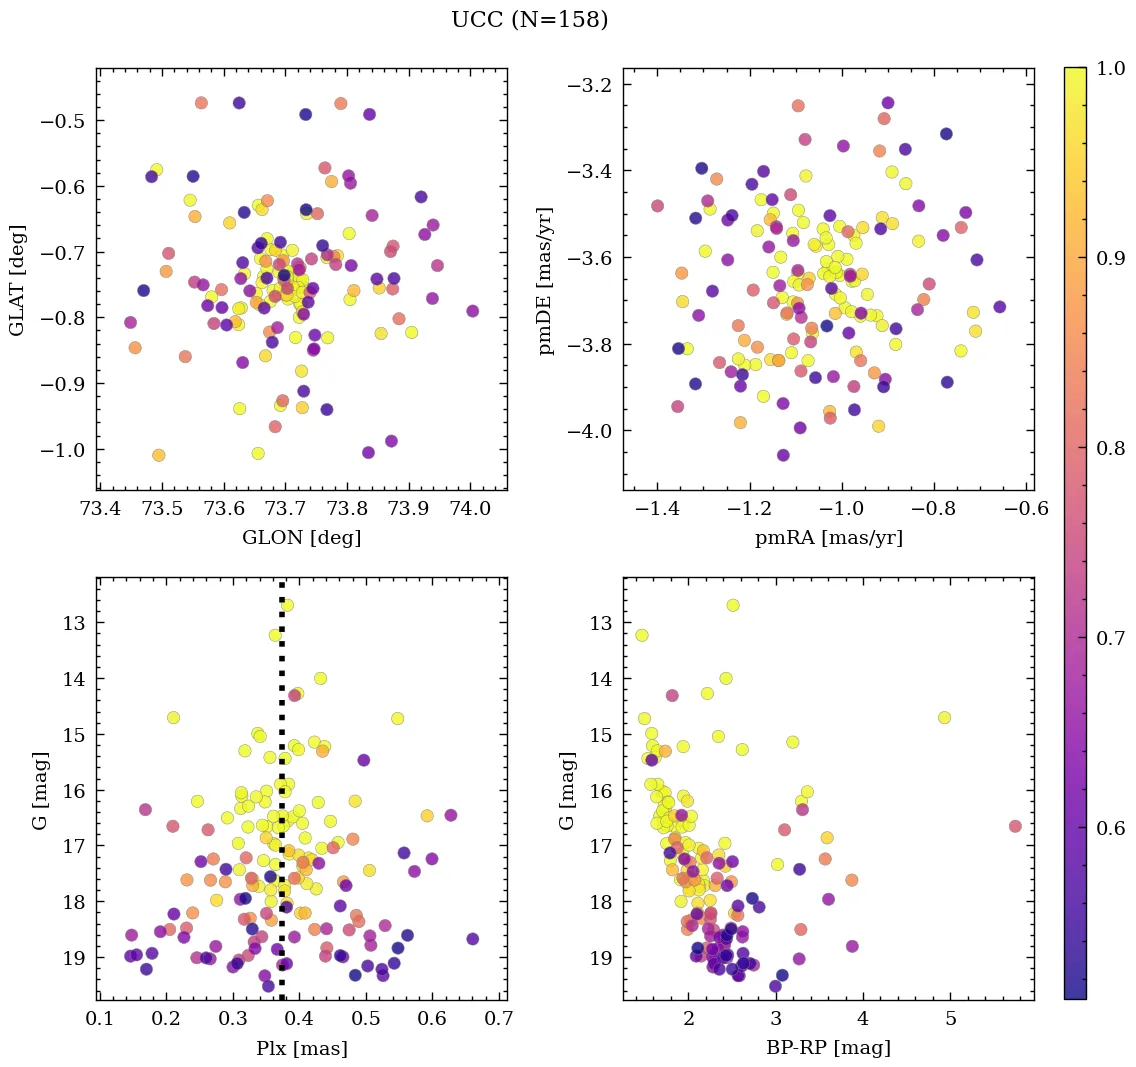 UCC (N=158)
−0.5
−0.6
−0.7
−0.8
−0.9
−1.0
GLAT [deg]
73.4 73.5 73.6 73.7 73.8 73.9 74.0
GLON [deg]
−3.2
−3.4
−3.6
−3.8
−4.0
pmDE [mas/yr]
−1.4 −1.2 −1.0 −0.8 −0.6
pmRA [mas/yr]
13
14
15
16
17
18
19
G [mag]
0.1 0.2 0.3 0.4 0.5 0.6 0.7
Plx [mas]
13
14
15
16
17
18
19
G [mag]
2 3 4 5
BP-RP [mag]
1.0
0.9
0.8
0.7
0.6